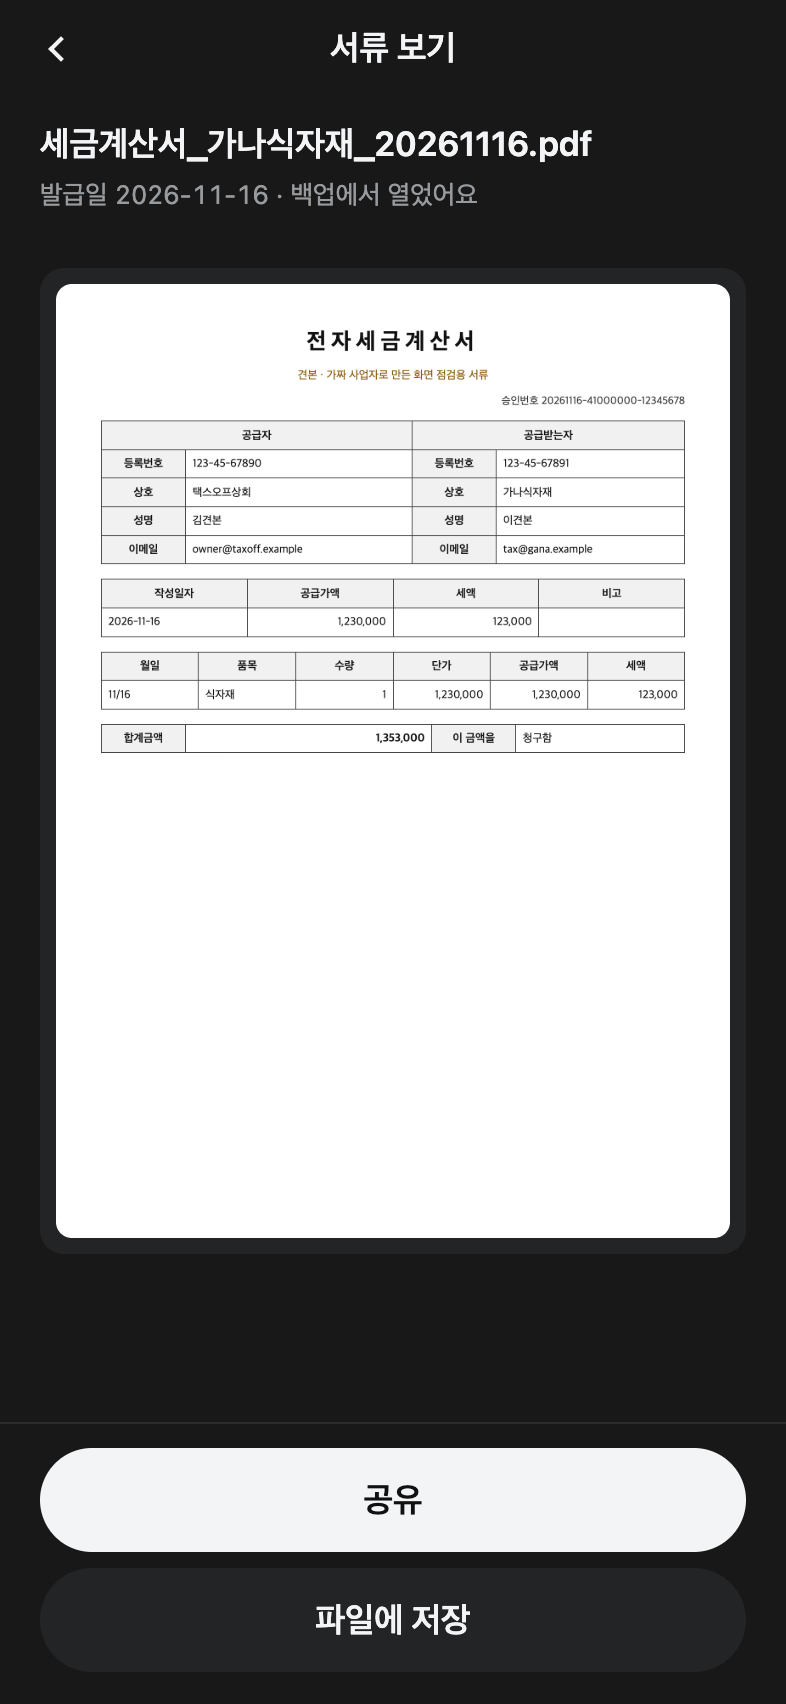 서류 보기
세금계산서_가나식자재_20261116.pdf
발급일 2026-11-16 · 백업에서 열었어요
전자세금계산서
견본 · 가짜 사업자로 만든 화면 점검용 서류
승인번호 20261116-41000000-12345678
공급자 공급받는자
등록번호 123-45-67890 등록번호 123-45-67891
상호 택스오프상회 상호 가나식자재
성명 김견본 성명 이견본
이메일 owner@taxoff.example 이메일 tax@gana.example
작성일자 공급가액 세액 비고
2026-11-16 1,230,000 123,000
월일 품목 수량 단가 공급가액 세액
11/16 식자재 1 1,230,000 1,230,000 123,000
합계금액 1,353,000 이 금액을 청구함
공유
파일에 저장